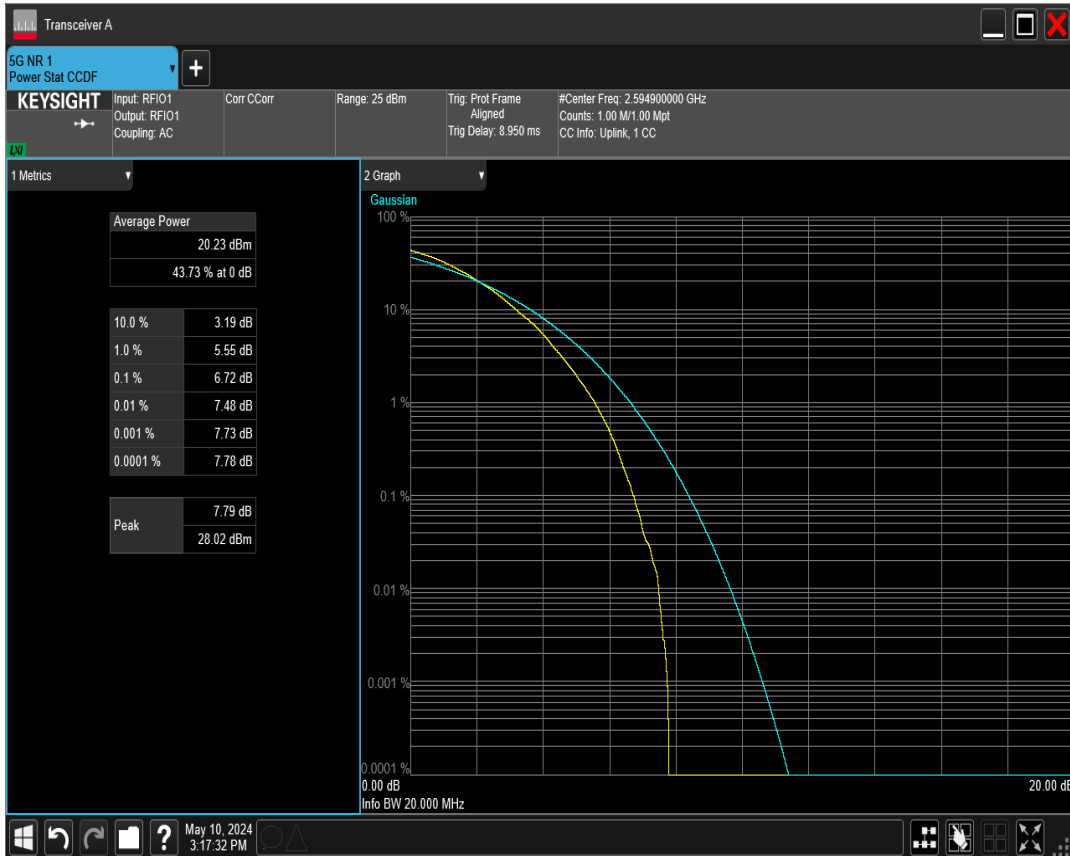 Transceiver A
5G NR 1
Power Stat CCDF
KEYSIGHT
Input: RFIO1
Output: RFIO1
Coupling: AC
Corr CCorr
Range: 25 dBm
Trig: Prot Frame
Aligned
Trig Delay: 8.950 ms
#Center Freq: 2.594900000 GHz
Counts: 1.00 M/1.00 Mpt
CC Info: Uplink, 1 CC
LXI
1 Metrics
Average Power
20.23 dBm
43.73 % at 0 dB
10.0 % 3.19 dB
1.0 % 5.55 dB
0.1 % 6.72 dB
0.01 % 7.48 dB
0.001 % 7.73 dB
0.0001 % 7.78 dB
Peak 7.79 dB
28.02 dBm
2 Graph
Gaussian
100 %
10 %
1 %
0.1 %
0.01 %
0.001 %
0.0001 %
0.00 dB 20.00 dB
Info BW 20.000 MHz
? May 10, 2024
3:17:32 PM